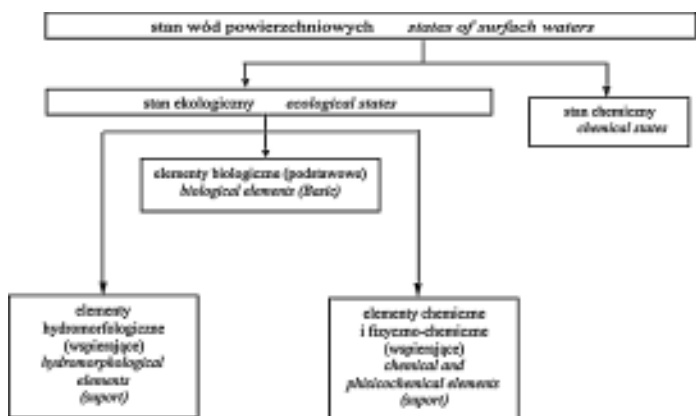 stan wód powierzchniowych states of surfach waters
stan ekologiczny ecological states
stan chemiczny
chemical states
elementy biologiczne (podstawowe)
biological elements (Basic)
elementy
hydromorfologiczne
(wspierające)
hydromorphological
elements
(suport)
elementy chemiczne
i fizyczno-chemiczne
(wspierające)
chemical and
phisicochemical elements
(suport)